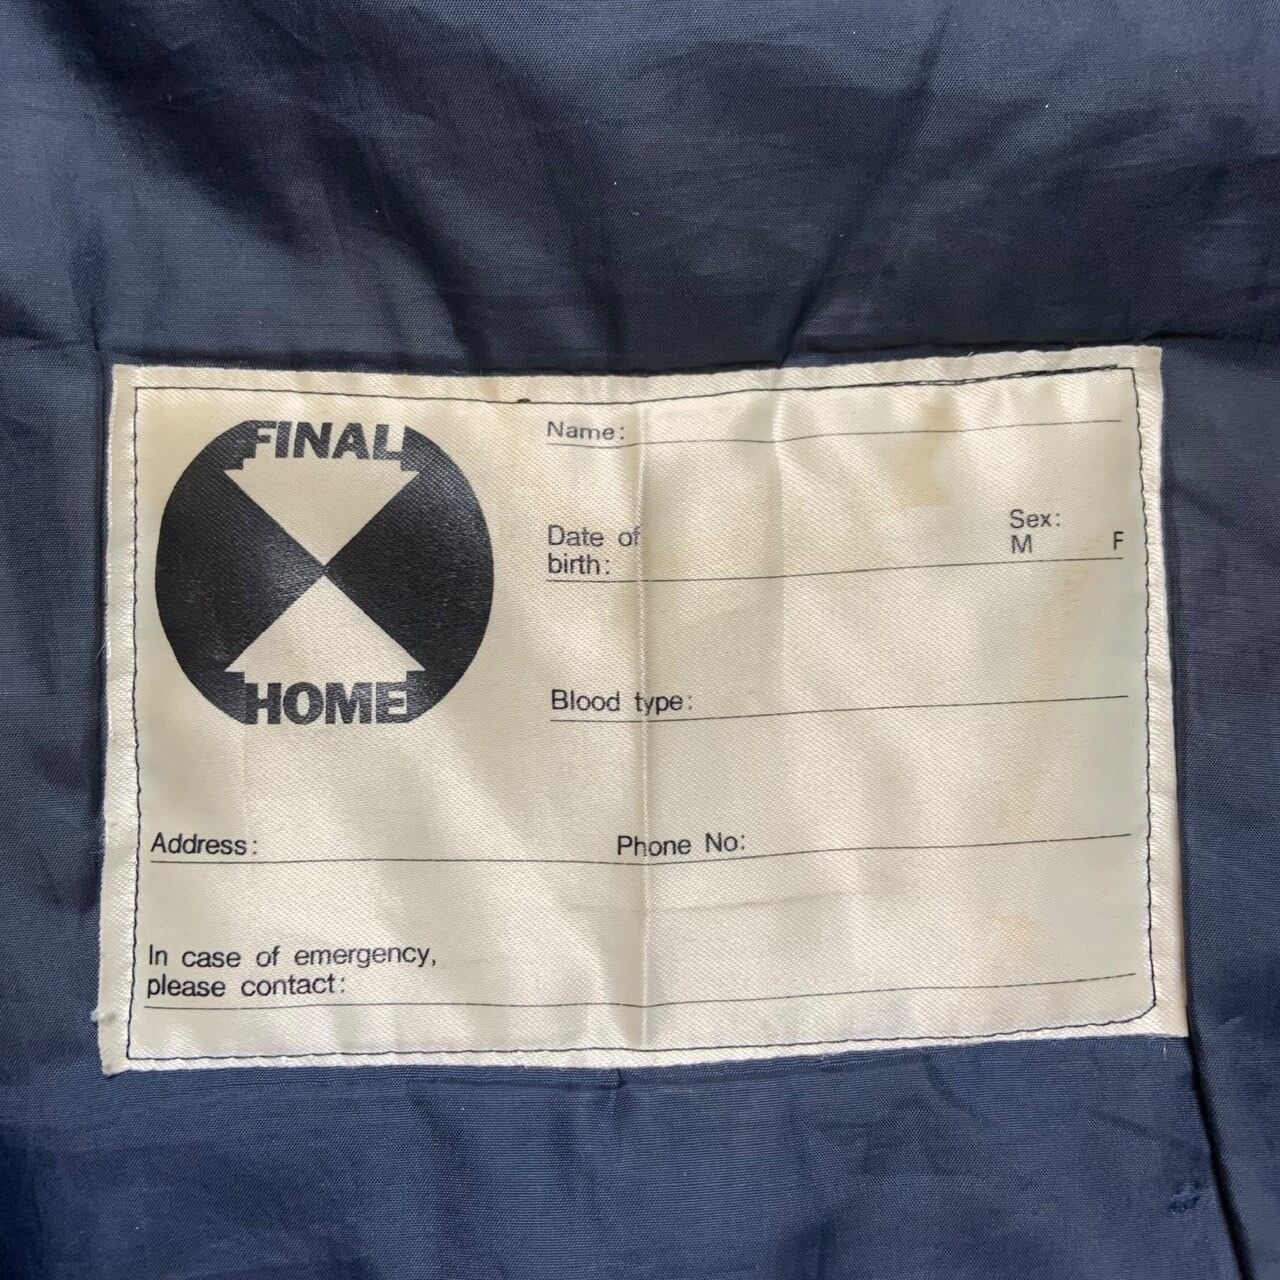 FINAL
HOME
Name:
Date of
birth:
Sex:
M F
Blood type:
Address:
Phone No:
In case of emergency,
please contact: